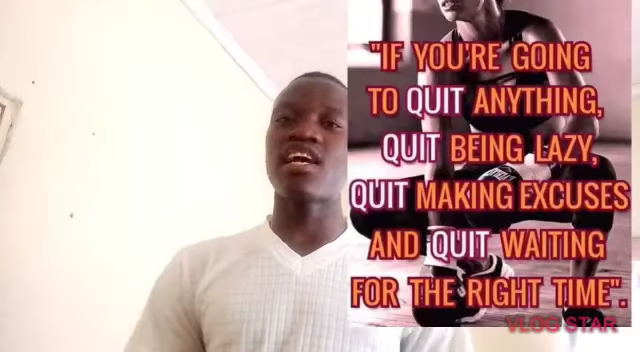 "IF YOU'RE GOING
TO QUIT ANYTHING,
QUIT BEING LAZY,
QUIT MAKING EXCUSES
AND QUIT WAITING
FOR THE RIGHT TIME".
VLOG STAR